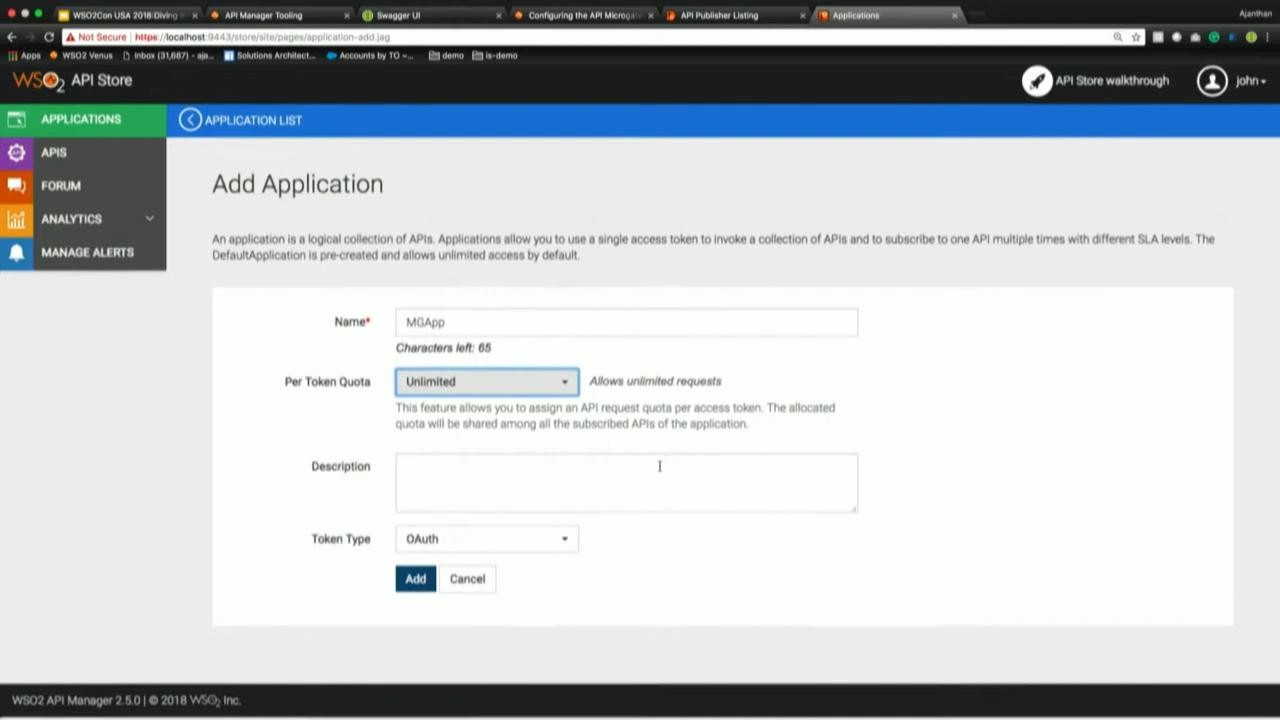 WSO2Con USA 2018:Diving
API Manager Tooling
Swagger UI
Configuring the API Microgate
API Publisher Listing
Applications
Ajanthan
Not Secure | https://localhost:9443/store/site/pages/application-add.jag
Apps
WSO2 Venus
Inbox (31,687) - aja...
Solutions Architect...
Accounts by TO –...
demo
is-demo
WSO2 API Store
API Store walkthrough
john
APPLICATIONS
APPLICATION LIST
APIS
FORUM
ANALYTICS
MANAGE ALERTS
Add Application
An application is a logical collection of APIs. Applications allow you to use a single access token to invoke a collection of APIs and to subscribe to one API multiple times with different SLA levels. The
DefaultApplication is pre-created and allows unlimited access by default.
Name* MGApp
Characters left: 65
Per Token Quota Unlimited Allows unlimited requests
This feature allows you to assign an API request quota per access token. The allocated
quota will be shared among all the subscribed APIs of the application.
Description
Token Type OAuth
Add Cancel
WSO2 API Manager 2.5.0 | © 2018 WSO2 Inc.